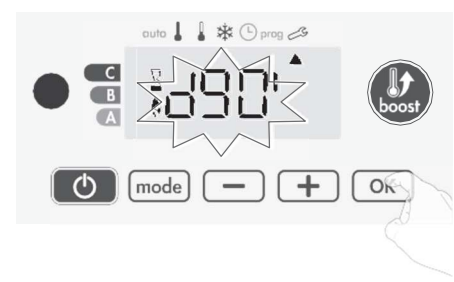 auto prog
C
B
A
d90'
boost
mode - + OK